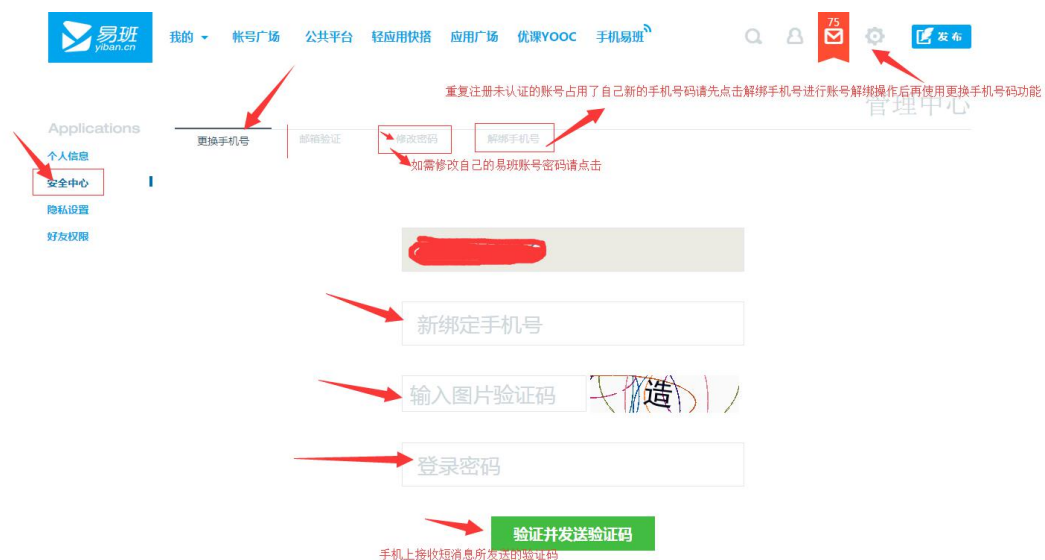 易班
yiban.cn
我的 帐号广场 公共平台 轻应用快搭 应用广场 优课YOOC 手机易班
75
发布
重复注册未认证的账号占用了自己新的手机号码请先点击解绑手机号进行账号解绑操作后再使用更换手机号码功能
管理中心
Applications
更换手机号 邮箱验证 修改密码 解绑手机号
个人信息
如需修改自己的易班账号密码请点击
安全中心
隐私设置
好友权限
新绑定手机号
输入图片验证码
造
登录密码
验证并发送验证码
手机上接收短消息所发送的验证码